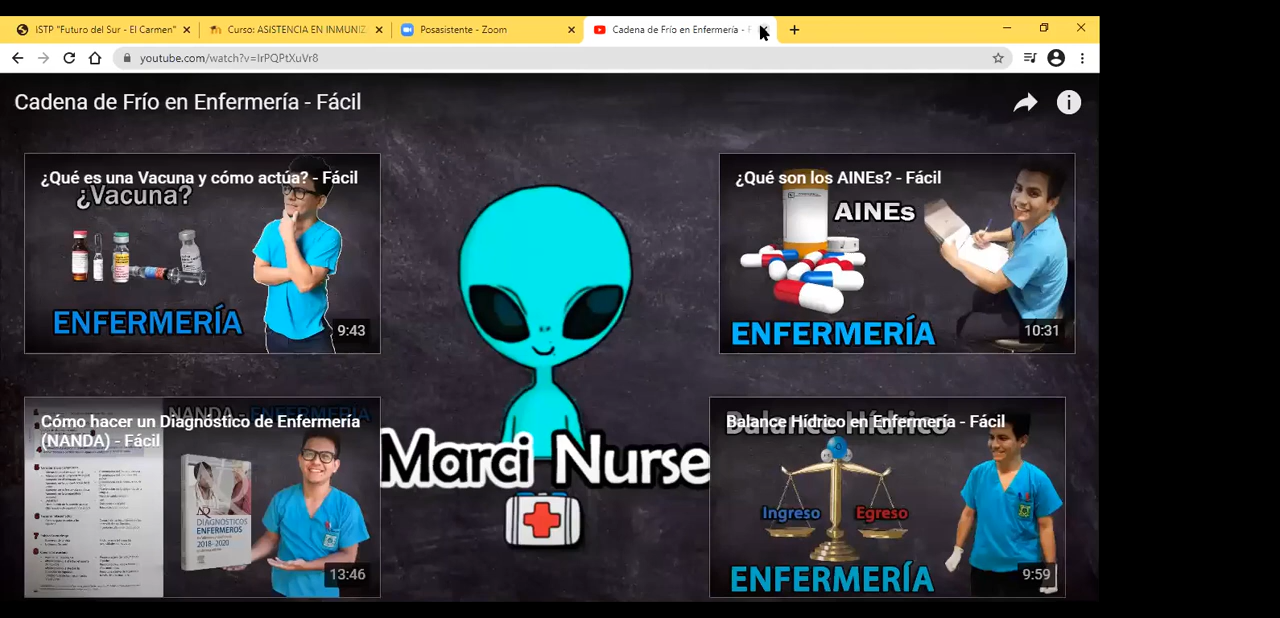 ISTP "Futuro del Sur - El Carmen"
Curso: ASISTENCIA EN INMUNIZ
Posasistente - Zoom
Cadena de Frío en Enfermería -
youtube.com/watch?v=IrPQPtXuVr8
Cadena de Frío en Enfermería - Fácil
¿Qué es una Vacuna y cómo actúa? - Fácil
¿Vacuna?
ENFERMERÍA
9:43
¿Qué son los AINEs? - Fácil
AINEs
ENFERMERÍA
10:31
Marci Nurse
Cómo hacer un Diagnóstico de Enfermería
(NANDA) - Fácil
NANDA - ENFERMERÍA
DIAGNÓSTICOS
ENFERMEROS
2018-2020
13:46
Balance Hídrico en Enfermería - Fácil
Balance Hídrico
Ingreso
Egreso
ENFERMERÍA
9:59